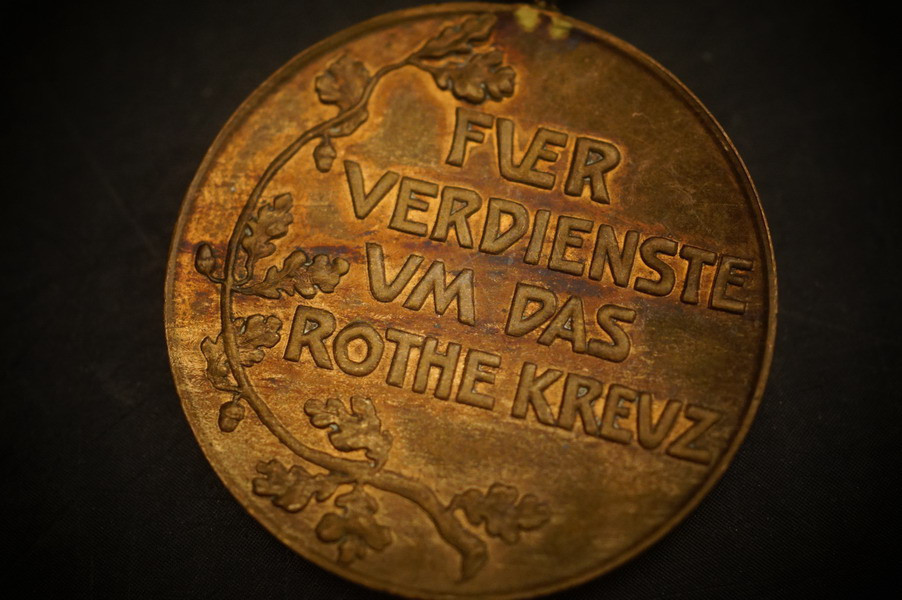 FVER
VERDIENSTE
VM DAS
ROTHE KREVZ